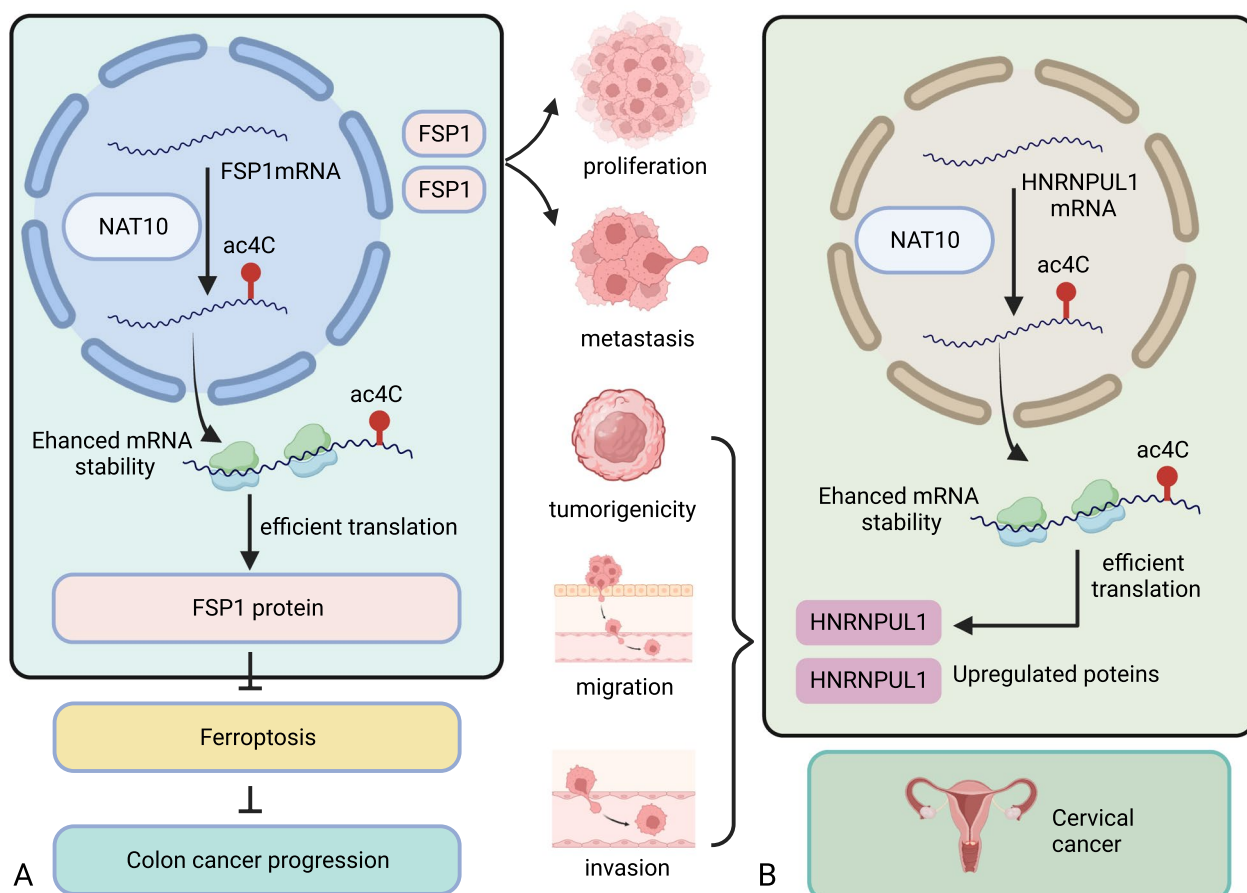 FSP1mRNA
NAT10
ac4C
Ehanced mRNA
stability
ac4C
efficient translation
FSP1 protein
Ferroptosis
Colon cancer progression
A
FSP1
FSP1
proliferation
metastasis
tumorigenicity
migration
invasion
HNRNPUL1
mRNA
NAT10
ac4C
Ehanced mRNA
stability
ac4C
efficient
translation
HNRNPUL1
HNRNPUL1
Upregulated poteins
Cervical
cancer
B